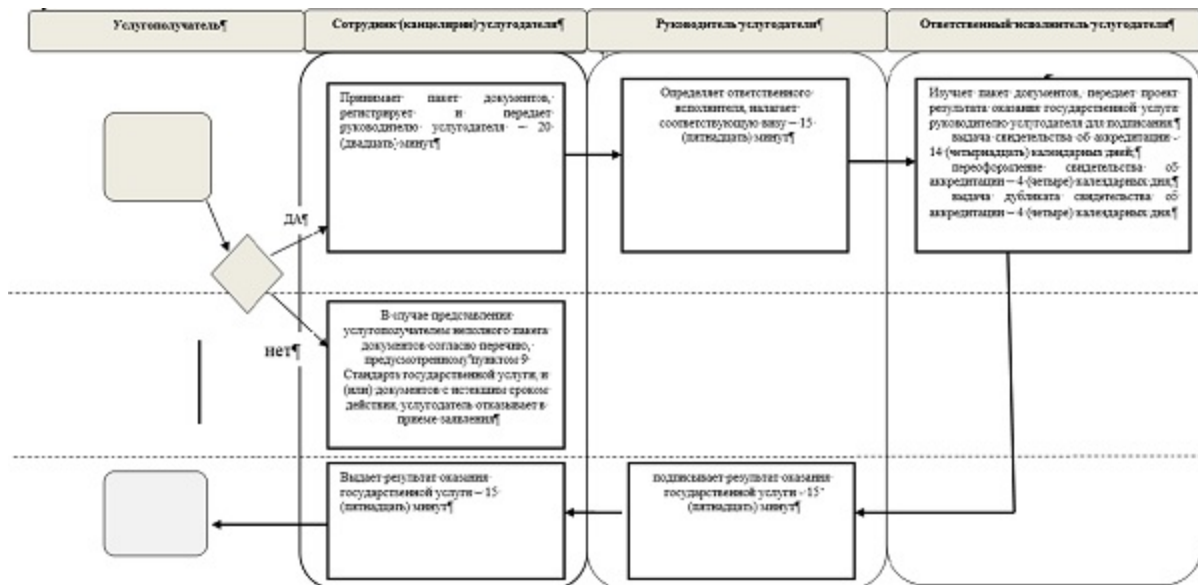 Услугополучатель¶
Сотрудник (канцелярии) услугодателя¶
Руководитель услугодателя¶
Ответственный исполнитель услугодателя¶
Принимает пакет документов,
регистрирует и передает
руководителю услугодателя – 20
(двадцать) минут¶
Определяет ответственного
исполнителя, налагает
соответствующую визу – 15
(пятнадцать) минут¶
Изучает пакет документов, передает проект
результата оказания государственной услуги
руководителю услугодателя для подписания¶
выдача свидетельства об аккредитации -
14 (четырнадцать) календарных дней;¶
переоформление свидетельства об
аккредитации – 4 (четыре) календарных дня;¶
выдача дубликата свидетельства об
аккредитации – 4 (четыре) календарных дня¶
ДА¶
нет¶
В случае представления
услугополучателем неполного пакета
документов согласно перечню,
предусмотренному пунктом 9
Стандарта государственной услуги, и
(или) документов с истекшим сроком
действия, услугодатель отказывает в
приеме заявления¶
Выдает результат оказания
государственной услуги – 15
(пятнадцать) минут¶
подписывает результат оказания
государственной услуги - 15
(пятнадцать) минут¶